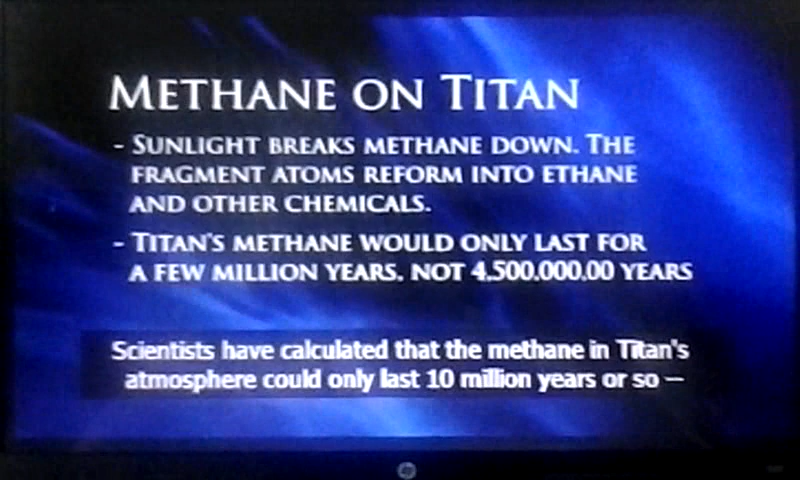 METHANE ON TITAN
- SUNLIGHT BREAKS METHANE DOWN. THE
FRAGMENT ATOMS REFORM INTO ETHANE
AND OTHER CHEMICALS.
- TITAN'S METHANE WOULD ONLY LAST FOR
A FEW MILLION YEARS. NOT 4,500,000,00 YEARS
Scientists have calculated that the methane in Titan's
atmosphere could only last 10 million years or so —